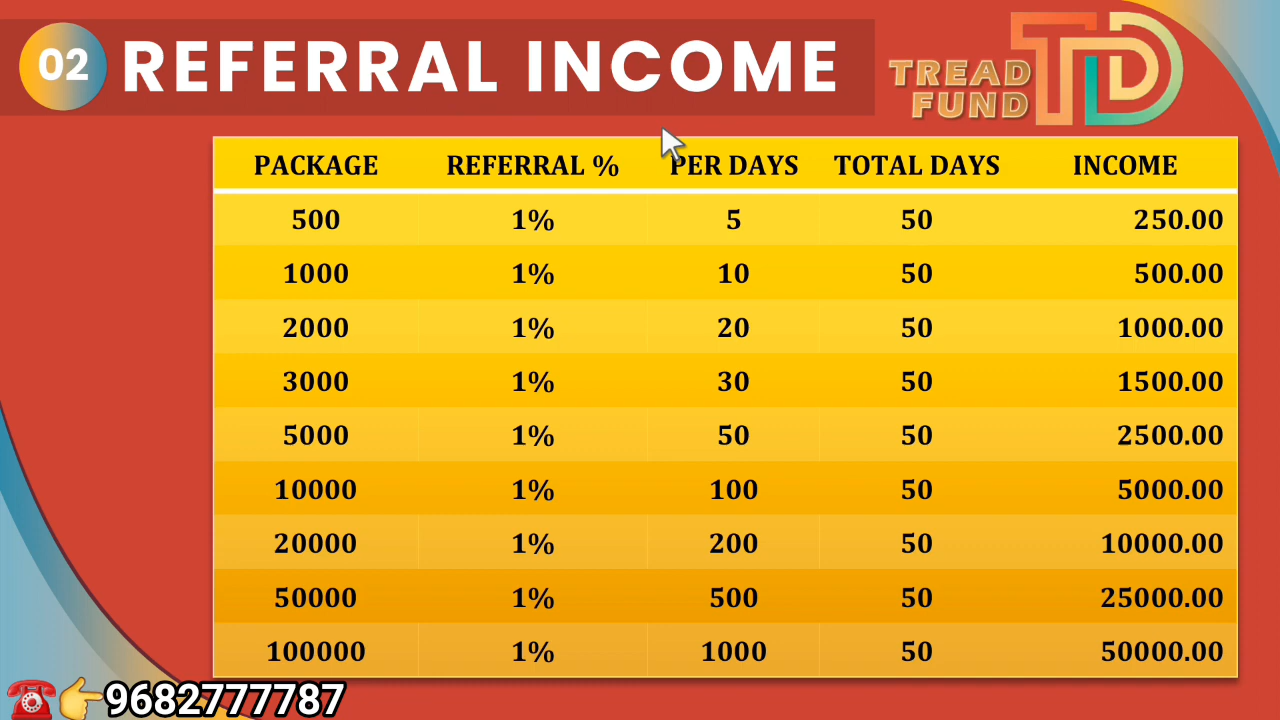 02 REFERRAL INCOME
TREAD
FUND
TD
PACKAGE REFERRAL % PER DAYS TOTAL DAYS INCOME
500 1% 5 50 250.00
1000 1% 10 50 500.00
2000 1% 20 50 1000.00
3000 1% 30 50 1500.00
5000 1% 50 50 2500.00
10000 1% 100 50 5000.00
20000 1% 200 50 10000.00
50000 1% 500 50 25000.00
100000 1% 1000 50 50000.00
☎️👉9682777787